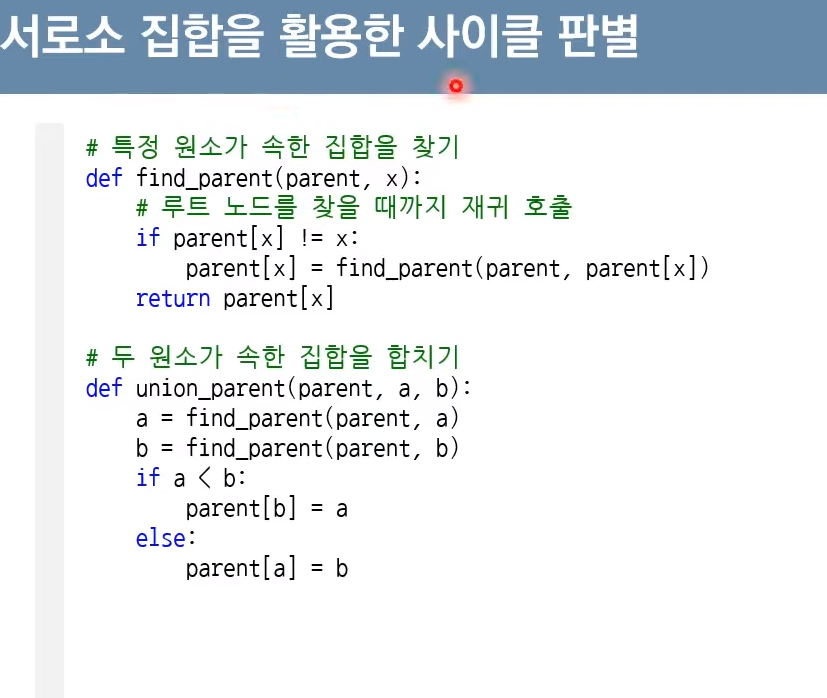 서로소 집합을 활용한 사이클 판별
# 특정 원소가 속한 집합을 찾기
def find_parent(parent, x):
    # 루트 노드를 찾을 때까지 재귀 호출
    if parent[x] != x:
        parent[x] = find_parent(parent, parent[x])
    return parent[x]
# 두 원소가 속한 집합을 합치기
def union_parent(parent, a, b):
    a = find_parent(parent, a)
    b = find_parent(parent, b)
    if a < b:
        parent[b] = a
    else:
        parent[a] = b